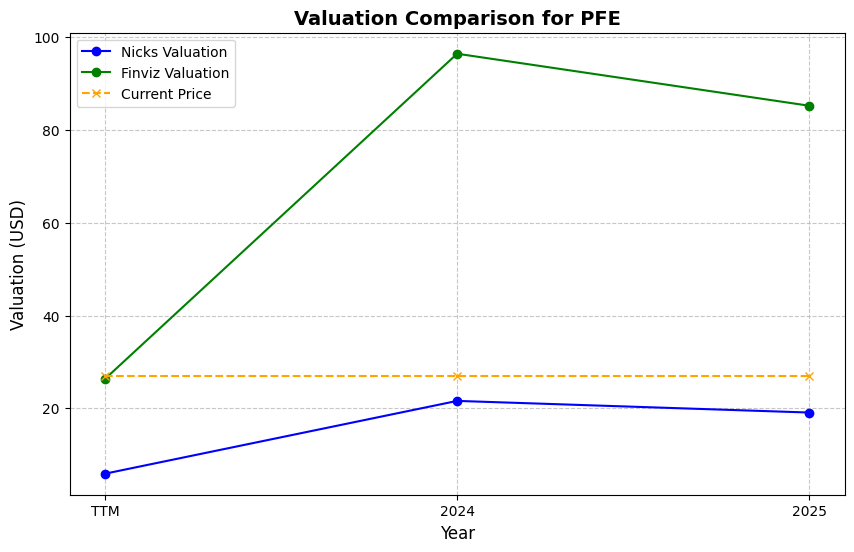 Valuation Comparison for PFE
Nicks Valuation
Finviz Valuation
Current Price
100
80
60
40
20
Valuation (USD)
TTM
2024
2025
Year